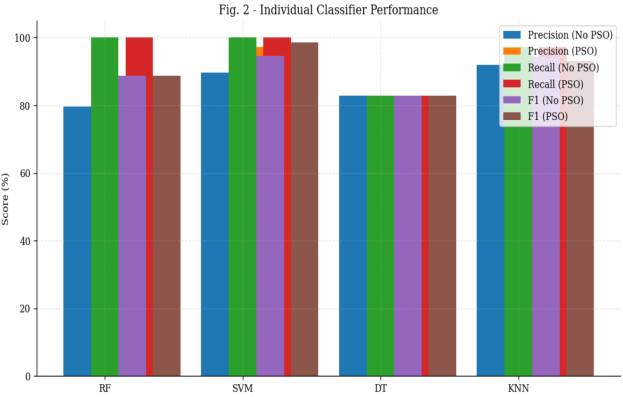 Fig. 2 - Individual Classifier Performance
Score (%)
100
80
60
40
20
0
RF
SVM
DT
KNN
Precision (No PSO)
Precision (PSO)
Recall (No PSO)
Recall (PSO)
F1 (No PSO)
F1 (PSO)